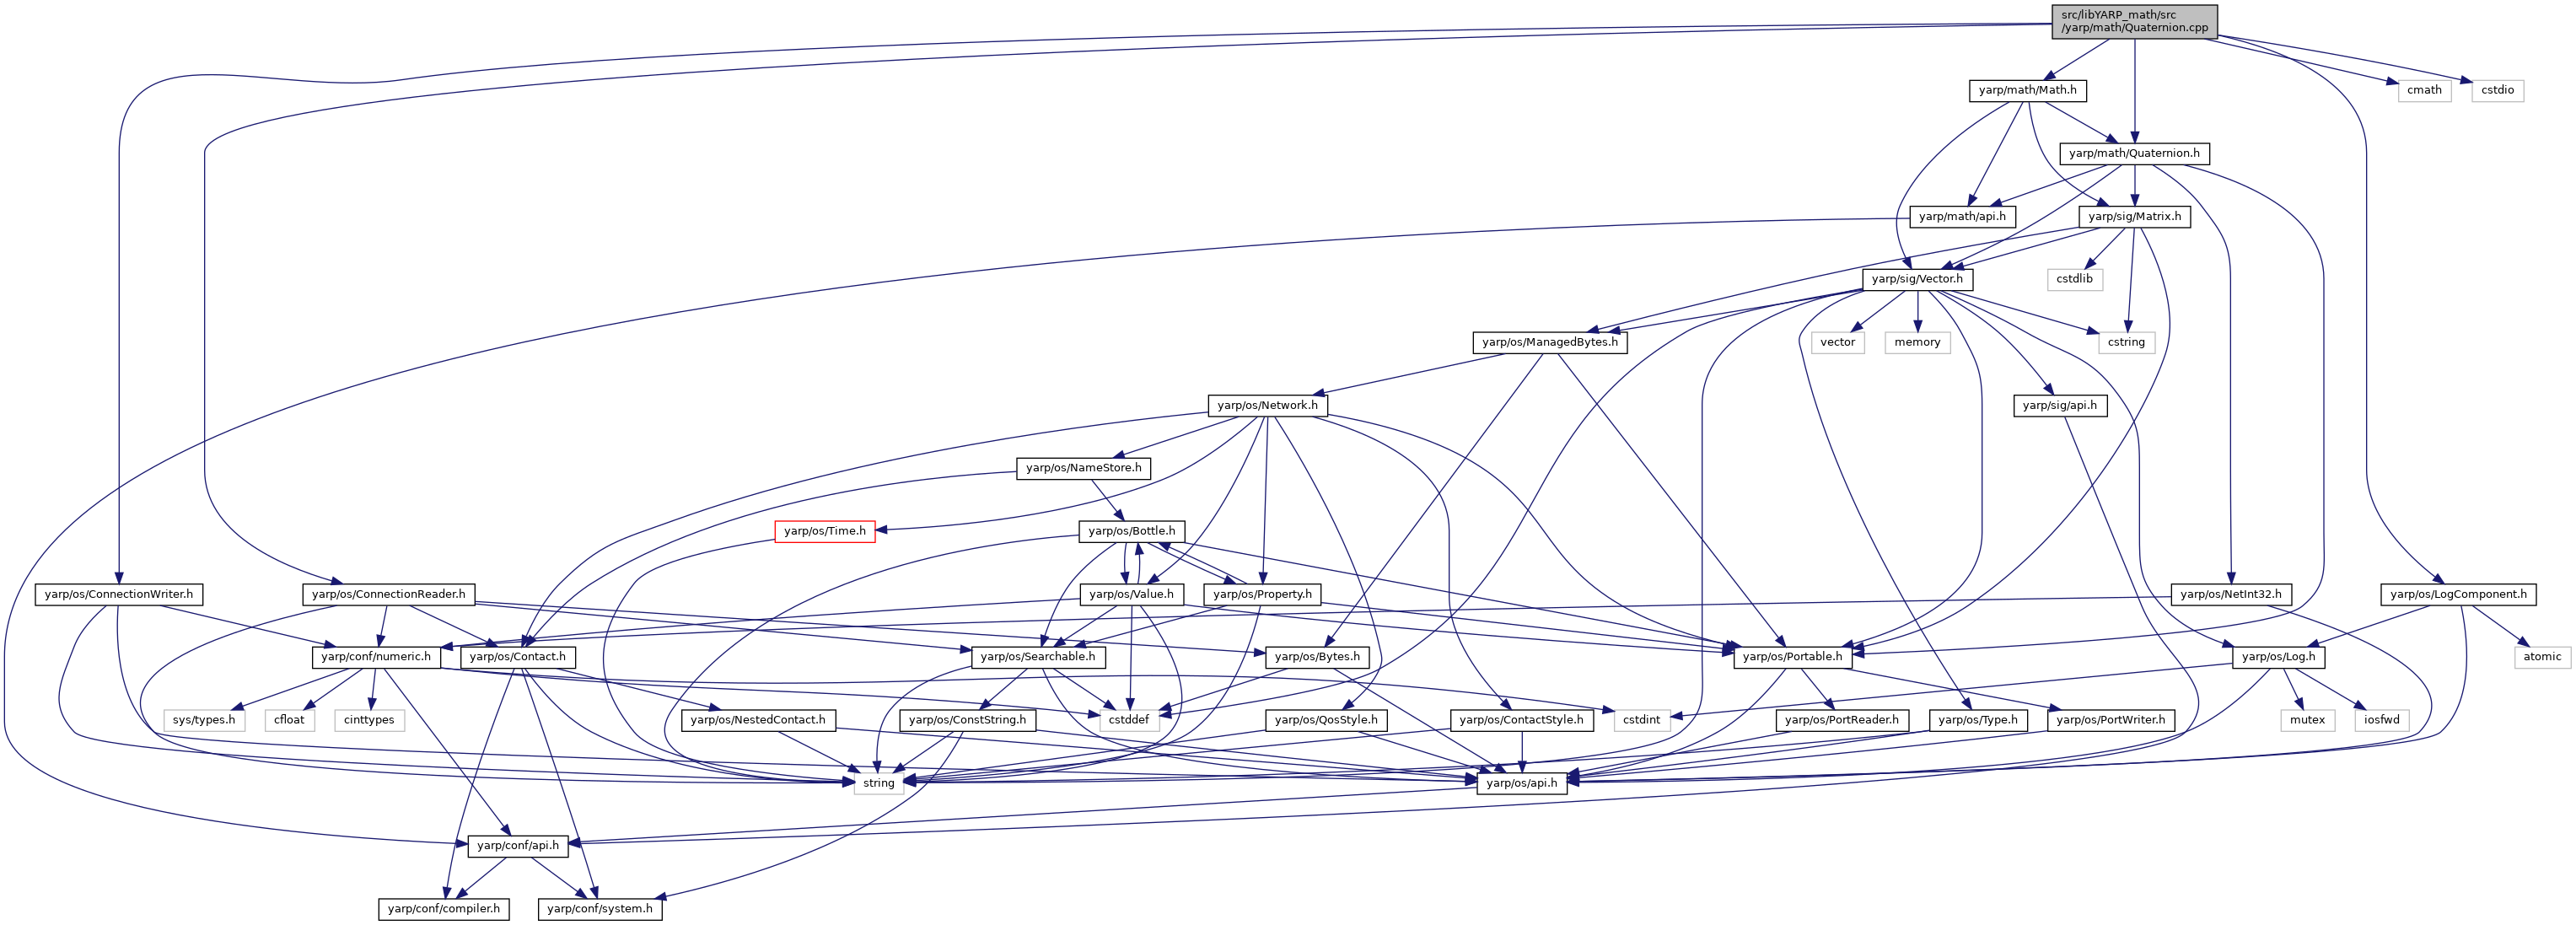 src/libYARP_math/src
/yarp/math/Quaternion.cpp
yarp/math/Math.h
cmath
cstdio
yarp/math/Quaternion.h
yarp/math/api.h
yarp/sig/Matrix.h
yarp/sig/Vector.h
cstdlib
yarp/os/ManagedBytes.h
vector
memory
cstring
yarp/os/Network.h
yarp/sig/api.h
yarp/os/NameStore.h
yarp/os/Time.h
yarp/os/Bottle.h
yarp/os/ConnectionWriter.h
yarp/os/ConnectionReader.h
yarp/os/Value.h
yarp/os/Property.h
yarp/os/NetInt32.h
yarp/os/LogComponent.h
yarp/conf/numeric.h
yarp/os/Contact.h
yarp/os/Searchable.h
yarp/os/Bytes.h
yarp/os/Portable.h
yarp/os/Log.h
atomic
sys/types.h
cfloat
cinttypes
yarp/os/NestedContact.h
yarp/os/ConstString.h
cstddef
yarp/os/QosStyle.h
yarp/os/ContactStyle.h
cstdint
yarp/os/PortReader.h
yarp/os/Type.h
yarp/os/PortWriter.h
mutex
iosfwd
string
yarp/os/api.h
yarp/conf/api.h
yarp/conf/compiler.h
yarp/conf/system.h